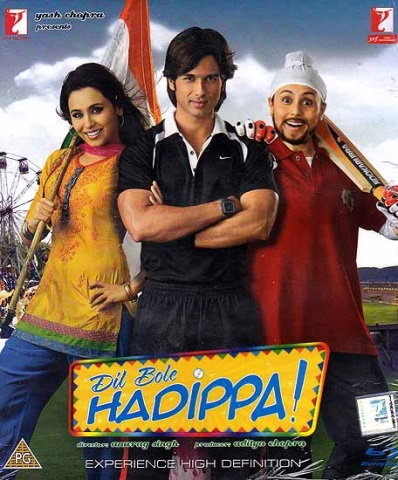 yash chopra
presents
Dil Bole
HADIPPA!
director: anurag singh producer: aditya chopra
PG
EXPERIENCE HIGH DEFINITION